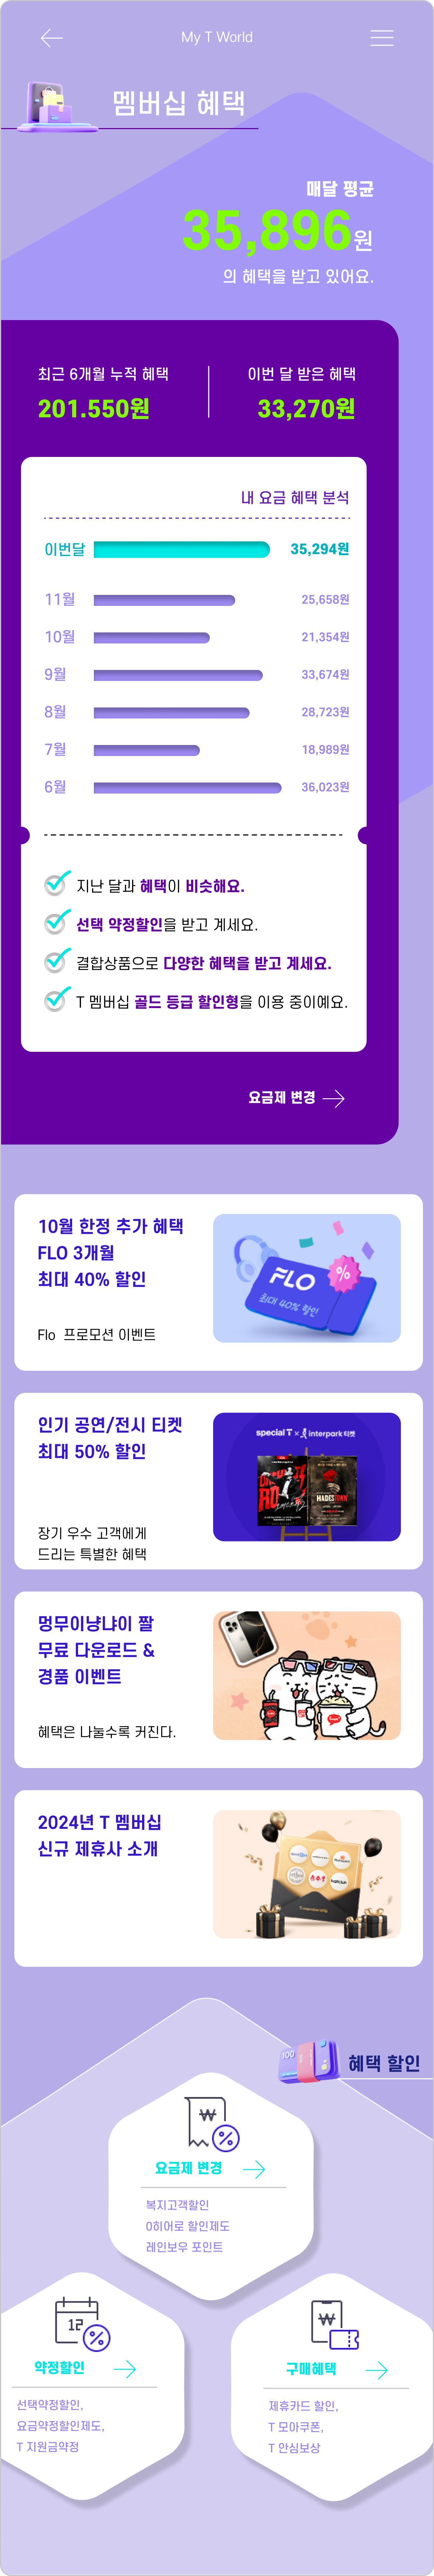 My T World
멤버십 혜택
매달 평균
35,896원
의 혜택을 받고 있어요.
최근 6개월 누적 혜택
201.550원
이번 달 받은 혜택
33,270원
내 요금 혜택 분석
이번달 35,294원
11월 25,658원
10월 21,354원
9월 33,674원
8월 28,723원
7월 18,989원
6월 36,023원
지난 달과 혜택이 비슷해요.
선택 약정할인을 받고 계세요.
결합상품으로 다양한 혜택을 받고 계세요.
T 멤버십 골드 등급 할인형을 이용 중이예요.
요금제 변경
10월 한정 추가 혜택
FLO 3개월
최대 40% 할인
Flo 프로모션 이벤트
FLO
최대 40% 할인
%
인기 공연/전시 티켓
최대 50% 할인
장기 우수 고객에게
드리는 특별한 혜택
special T x interpark 티켓
HADESTOWN
멍무이냥냐이 짤
무료 다운로드 &
경품 이벤트
혜택은 나눌수록 커진다.
2024년 T 멤버십
신규 제휴사 소개
혜택 할인
100
₩
%
요금제 변경
복지고객할인
0히어로 할인제도
레인보우 포인트
12
%
약정할인
선택약정할인,
요금약정할인제도,
T 지원금약정
₩
구매혜택
제휴카드 할인,
T 모아쿠폰,
T 안심보상